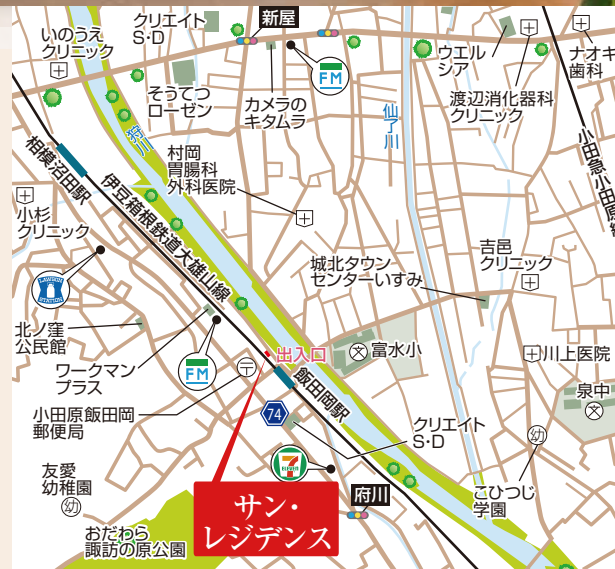 クリエイト
S・D
新屋
いのうえ
クリニック
そうてつ
ローゼン
カメラの
キタムラ
FM
ウエル
シア
渡辺消化器科
クリニック
ナオキ
歯科
狩川
仙了川
相模沼田駅
村岡
胃腸科
外科医院
小田急小田原線
小杉
クリニック
伊豆箱根鉄道大雄山線
城北タウン
センターいずみ
吉邑
クリニック
LAWSON
STATION
北ノ窪
公民館
ワークマン
プラス
FM
出入口
文
富水小
川上医院
小田原飯田岡
郵便局
〒
飯田岡駅
74
泉中
文
クリエイト
S・D
幼
こひつじ
学園
友愛
幼稚園
幼
7
ELEVEN
府川
サン・
レジデンス
おだわら
諏訪の原公園